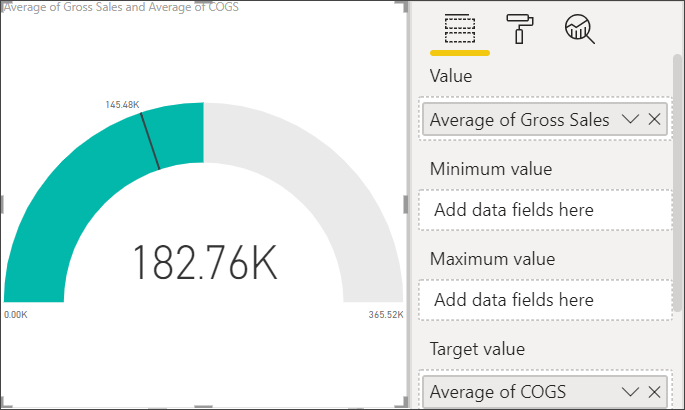 Average of Gross Sales and Average of COGS
145.48K
182.76K
0.00K
365.52K
Value
Average of Gross Sales
Minimum value
Add data fields here
Maximum value
Add data fields here
Target value
Average of COGS